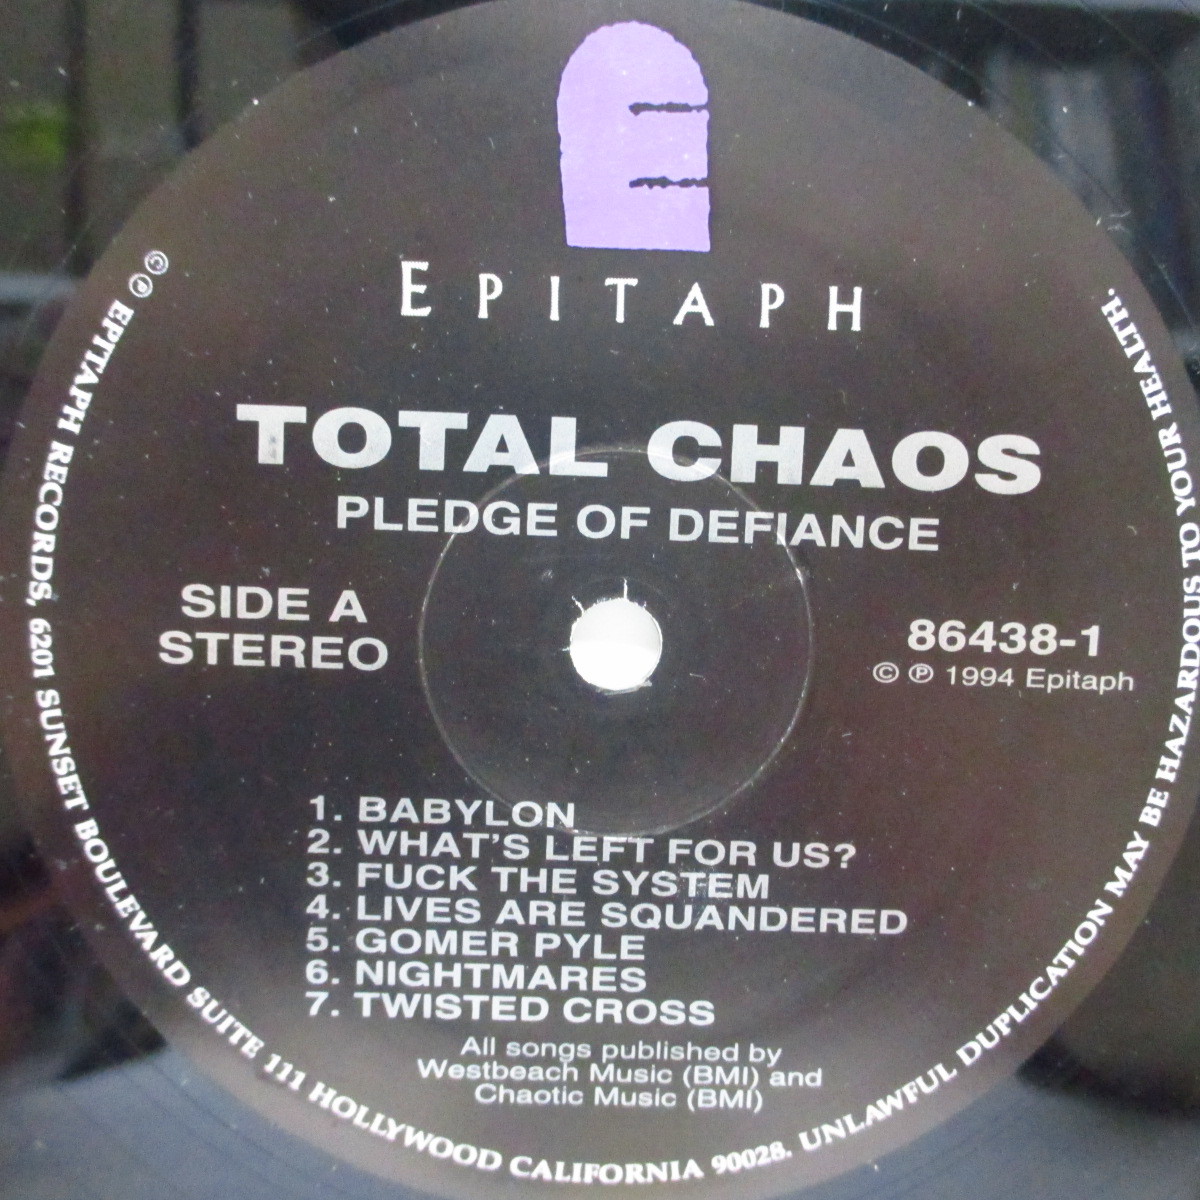 E
EPITAPH
TOTAL CHAOS
PLEDGE OF DEFIANCE
SIDE A
STEREO
86438-1
© ℗ 1994 Epitaph
1. BABYLON
2. WHAT'S LEFT FOR US?
3. FUCK THE SYSTEM
4. LIVES ARE SQUANDERED
5. GOMER PYLE
6. NIGHTMARES
7. TWISTED CROSS
All songs published by
Westbeach Music (BMI) and
Chaotic Music (BMI)
© ℗ EPITAPH RECORDS, 6201 SUNSET BOULEVARD SUITE 111 HOLLYWOOD CALIFORNIA 90028. UNLAWFUL DUPLICATION MAY BE HAZARDOUS TO YOUR HEALTH.